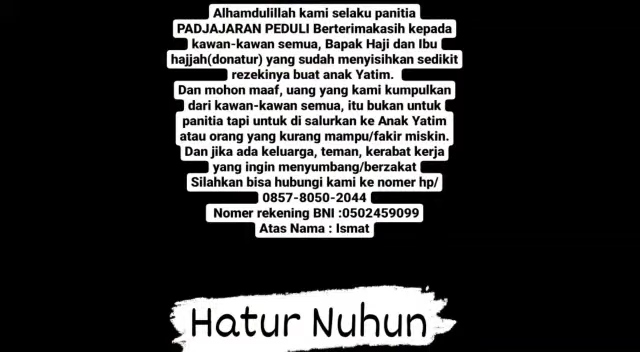 Alhamdulillah kami selaku panitia
PADJAJARAN PEDULI Berterimakasih kepada
kawan-kawan semua, Bapak Haji dan Ibu
hajjah(donatur) yang sudah menyisihkan sedikit
rezekinya buat anak Yatim.
Dan mohon maaf, uang yang kami kumpulkan
dari kawan-kawan semua, itu bukan untuk
panitia tapi untuk di salurkan ke Anak Yatim
atau orang yang kurang mampu/fakir miskin.
Dan jika ada keluarga, teman, kerabat kerja
yang ingin menyumbang/berzakat
Silahkan bisa hubungi kami ke nomer hp/
0857-8050-2044
Nomer rekening BNI :0502459099
Atas Nama : Ismat
Hatur Nuhun